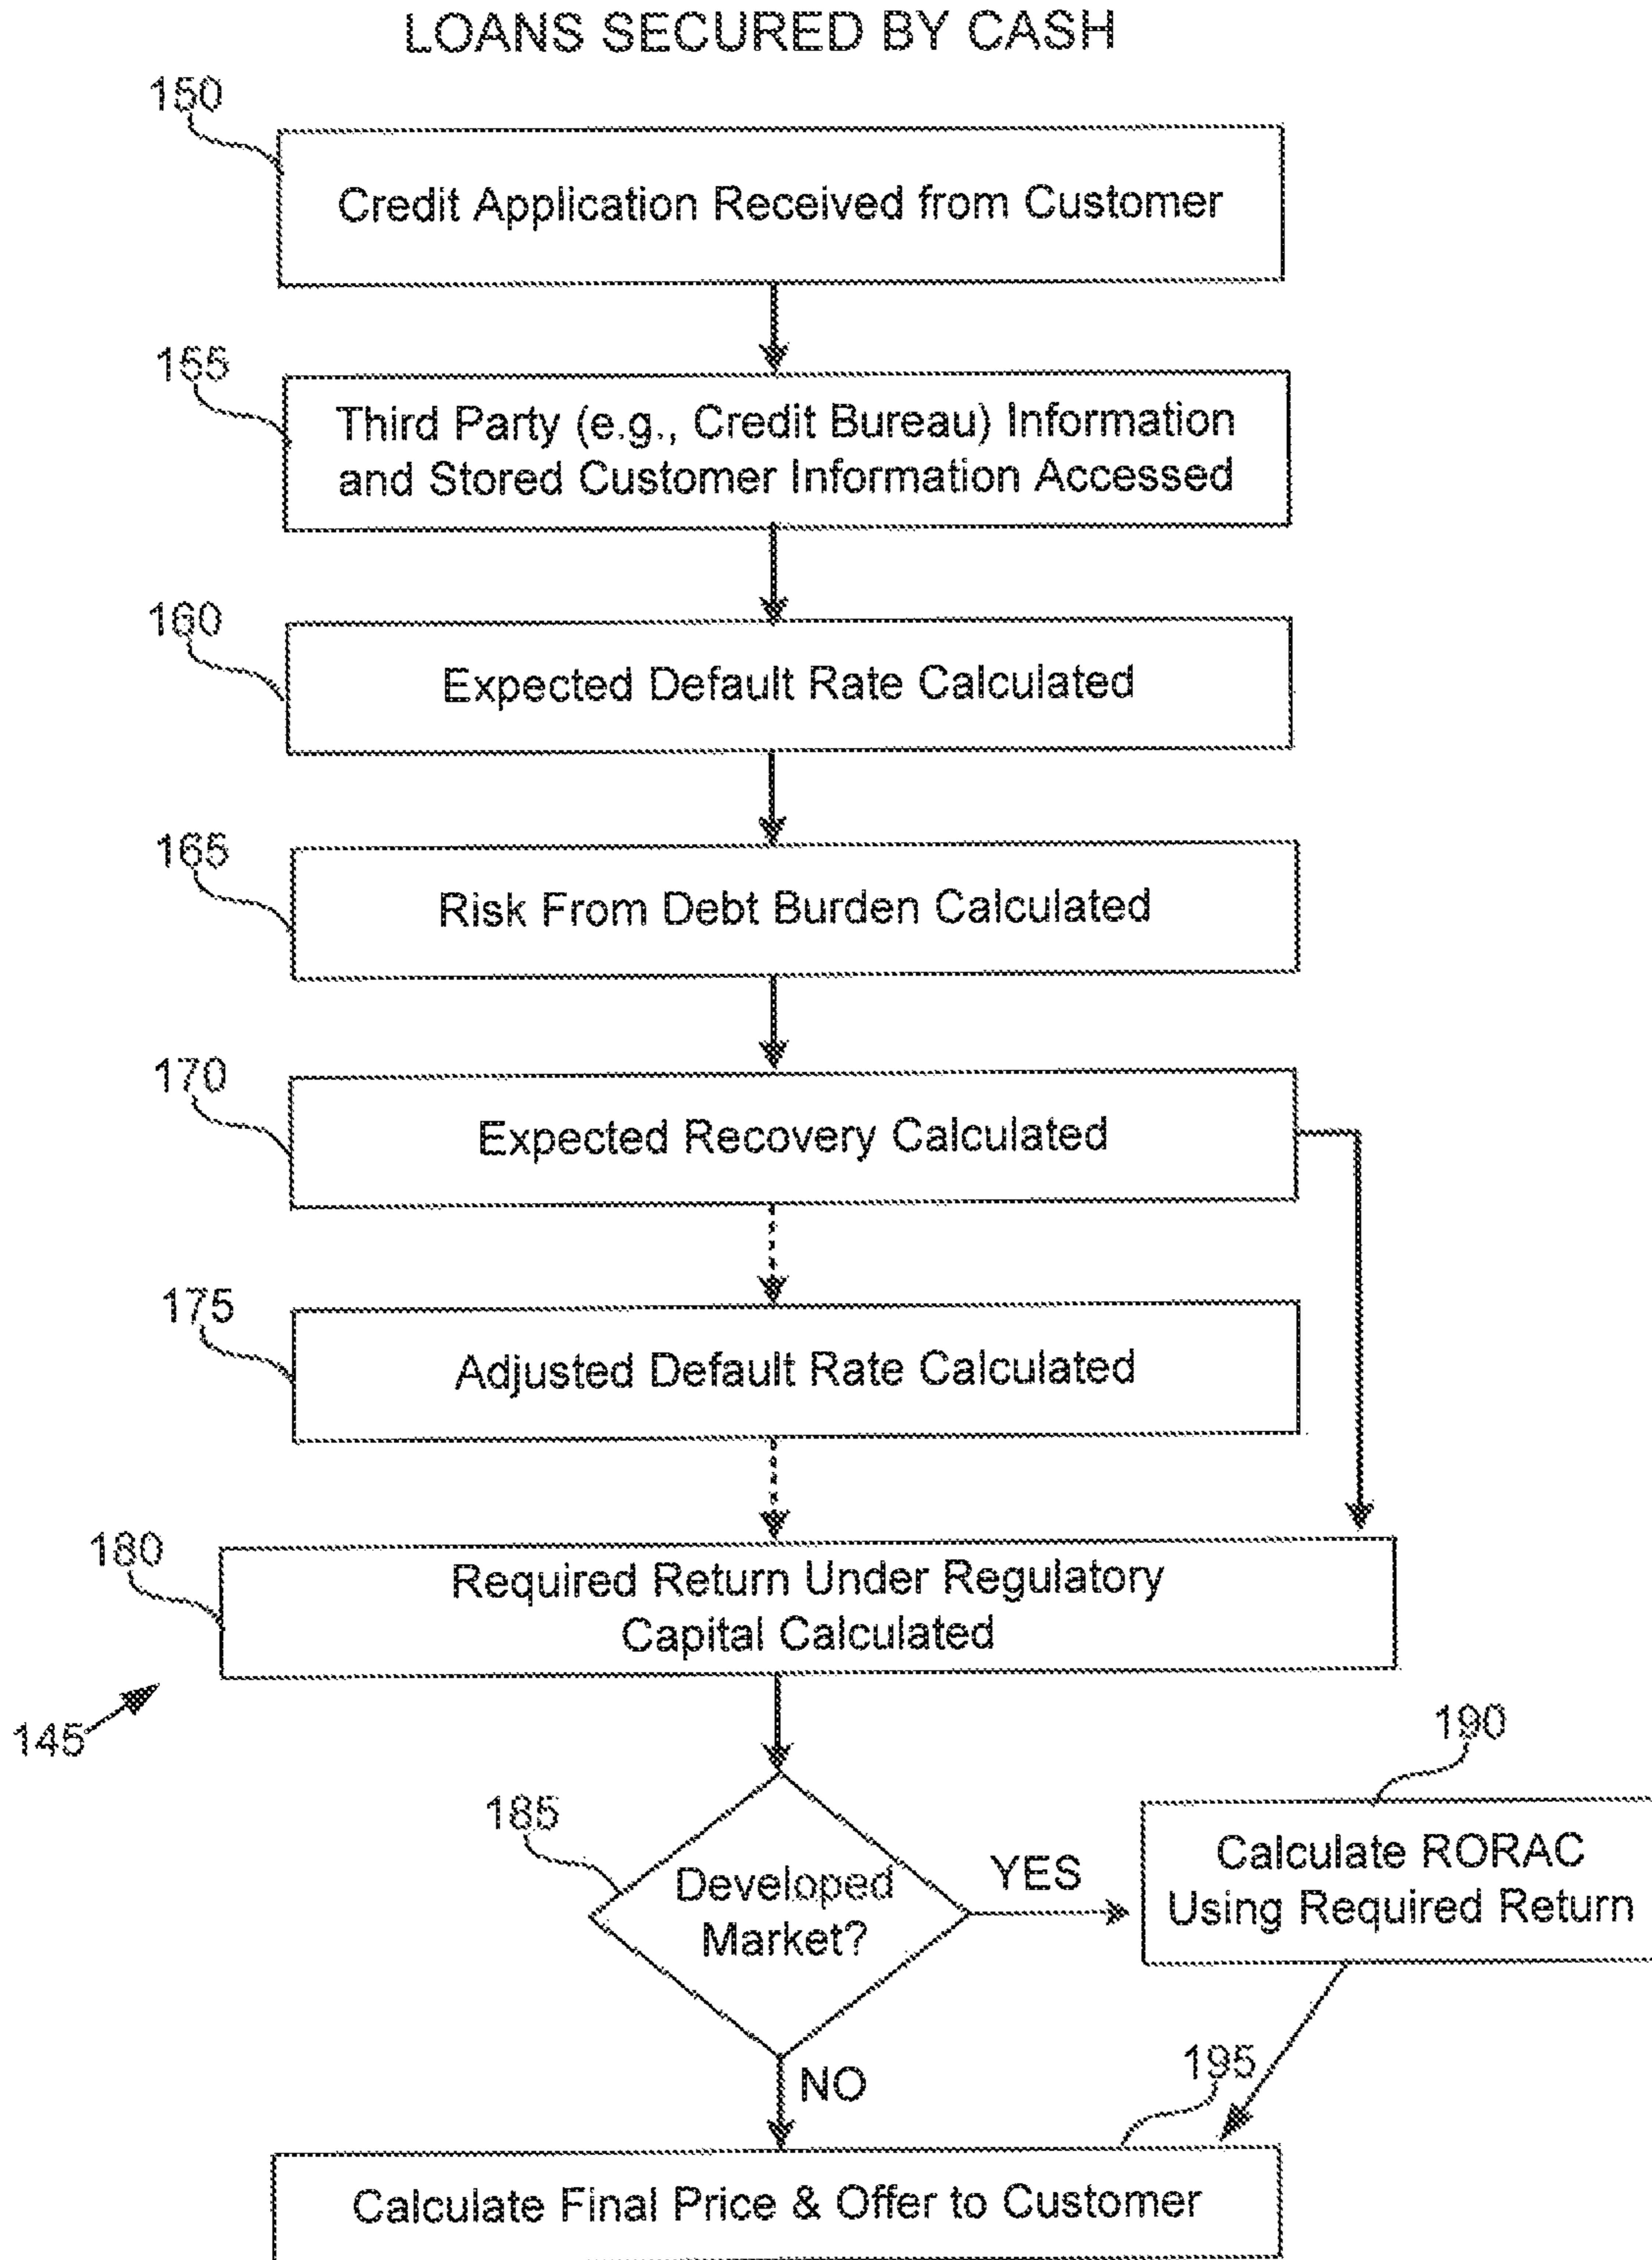 LOANS SECURED BY CASH
150
Credit Application Received from Customer
155
Third Party (e.g., Credit Bureau) Information
and Stored Customer Information Accessed
160
Expected Default Rate Calculated
165
Risk From Debt Burden Calculated
170
Expected Recovery Calculated
175
Adjusted Default Rate Calculated
180
Required Return Under Regulatory
Capital Calculated
145
185
Developed
Market?
YES
190
Calculate RORAC
Using Required Return
NO
195
Calculate Final Price & Offer to Customer